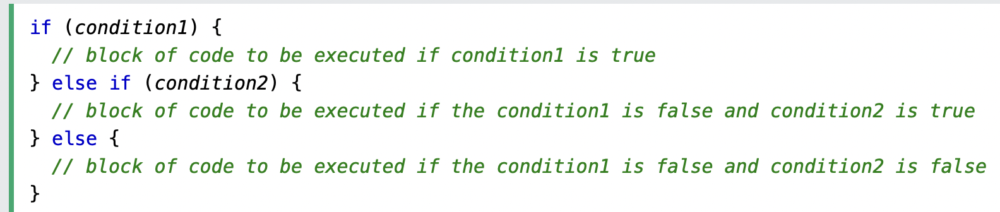 if (condition1) {
  // block of code to be executed if condition1 is true
} else if (condition2) {
  // block of code to be executed if the condition1 is false and condition2 is true
} else {
  // block of code to be executed if the condition1 is false and condition2 is false
}